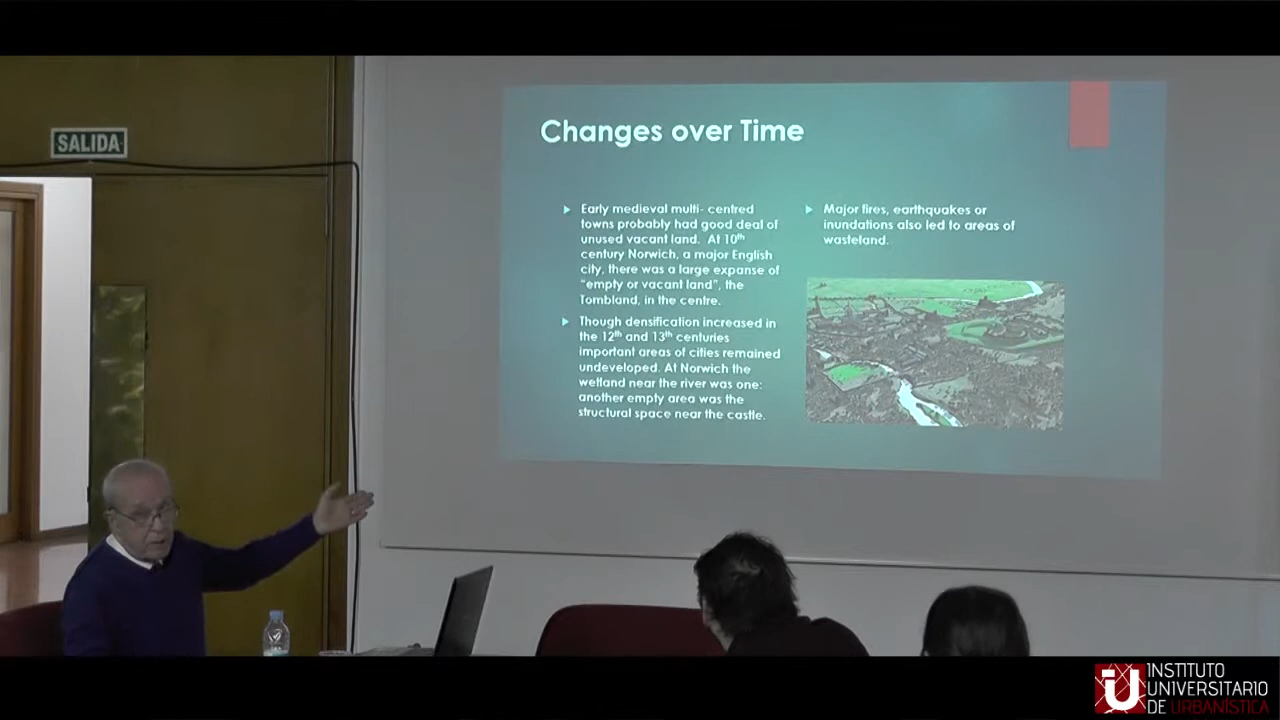 SALIDA
Changes over Time
Early medieval multi- centred
towns probably had good deal of
unused vacant land. At 10th
century Norwich, a major English
city, there was a large expanse of
“empty or vacant land”, the
Tombland, in the centre.
Though densification increased in
the 12th and 13th centuries
important areas of cities remained
undeveloped. At Norwich the
wetland near the river was one:
another empty area was the
structural space near the castle.
Major fires, earthquakes or
inundations also led to areas of
wasteland.
IU
INSTITUTO
UNIVERSITARIO
DE URBANÍSTICA